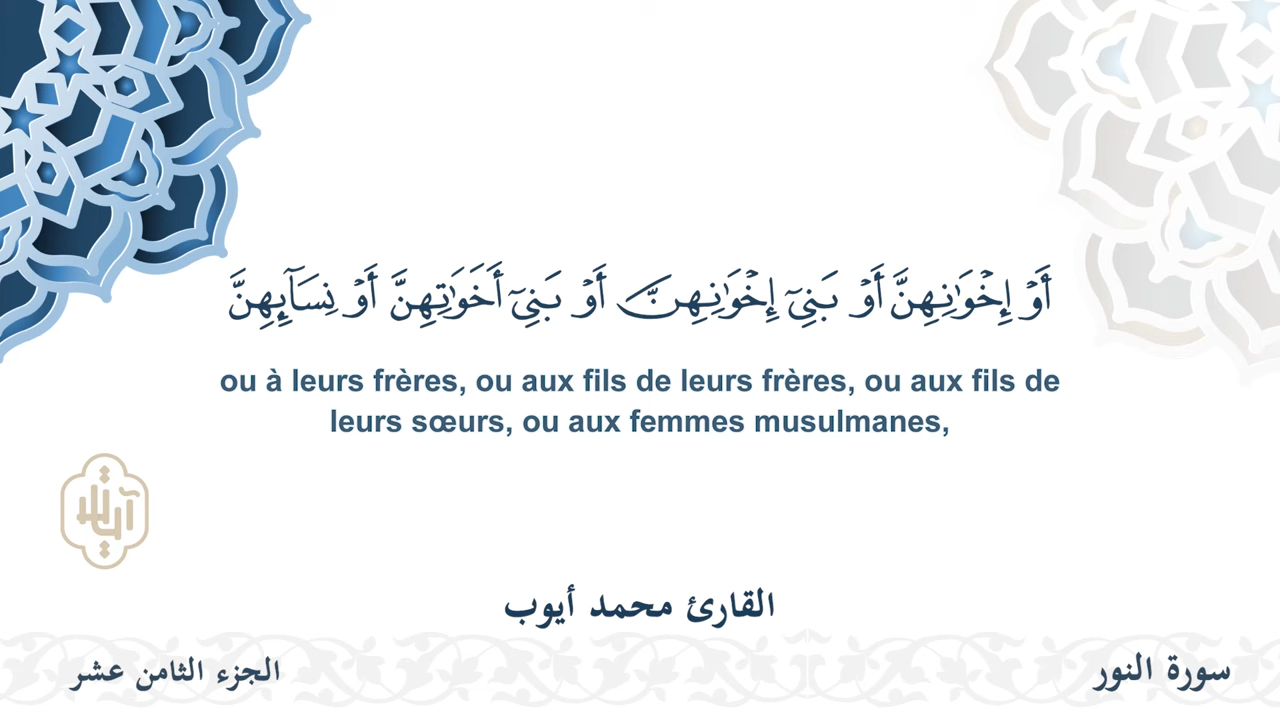 أَوْ إِخْوَٰنِهِنَّ أَوْ بَنِىٓ إِخْوَٰنِهِنَّ أَوْ بَنِىٓ أَخَوَٰتِهِنَّ أَوْ نِسَآئِهِنَّ
ou à leurs frères, ou aux fils de leurs frères, ou aux fils de
leurs sœurs, ou aux femmes musulmanes,
آيات
القارئ محمد أيوب
الجزء الثامن عشر
سورة النور